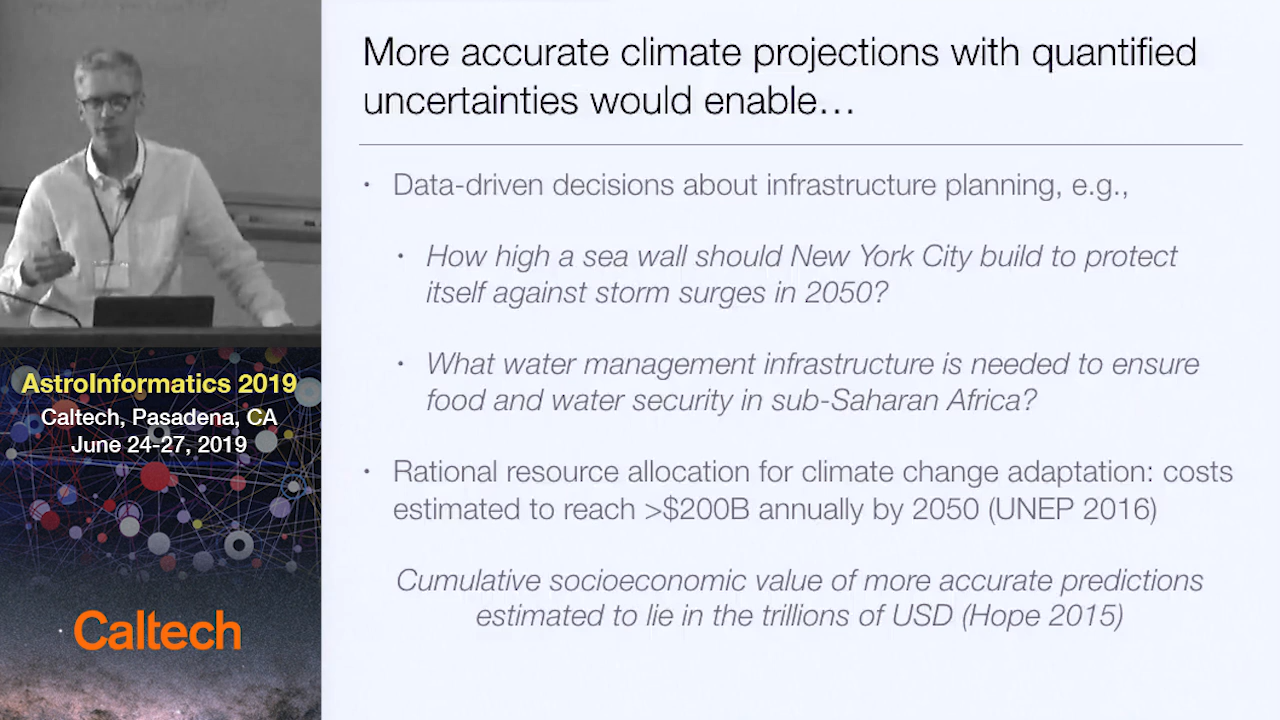 More accurate climate projections with quantified
uncertainties would enable…
• Data-driven decisions about infrastructure planning, e.g.,
• How high a sea wall should New York City build to protect
itself against storm surges in 2050?
• What water management infrastructure is needed to ensure
food and water security in sub-Saharan Africa?
• Rational resource allocation for climate change adaptation: costs
estimated to reach >$200B annually by 2050 (UNEP 2016)
Cumulative socioeconomic value of more accurate predictions
estimated to lie in the trillions of USD (Hope 2015)
AstroInformatics 2019
Caltech, Pasadena, CA
June 24-27, 2019
Caltech